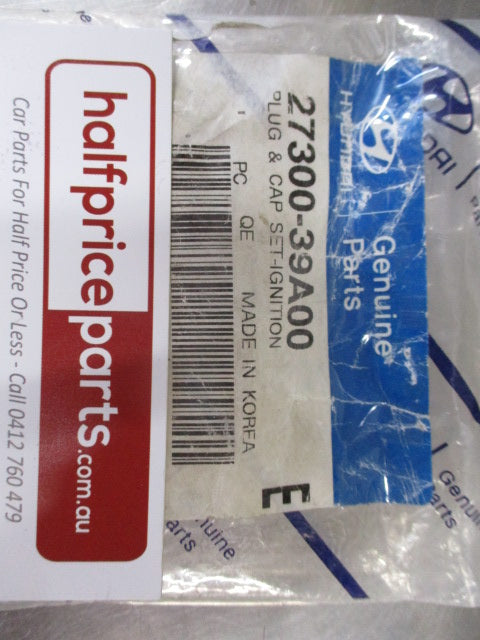 halfpriceparts.com.au
Car Parts For Half Price Or Less - Call 0412 760 479
HYUNDAI
Genuine
Parts
27300-39A00
PLUG & CAP SET-IGNITION
1 PC QE MADE IN KOREA
E
Genuine